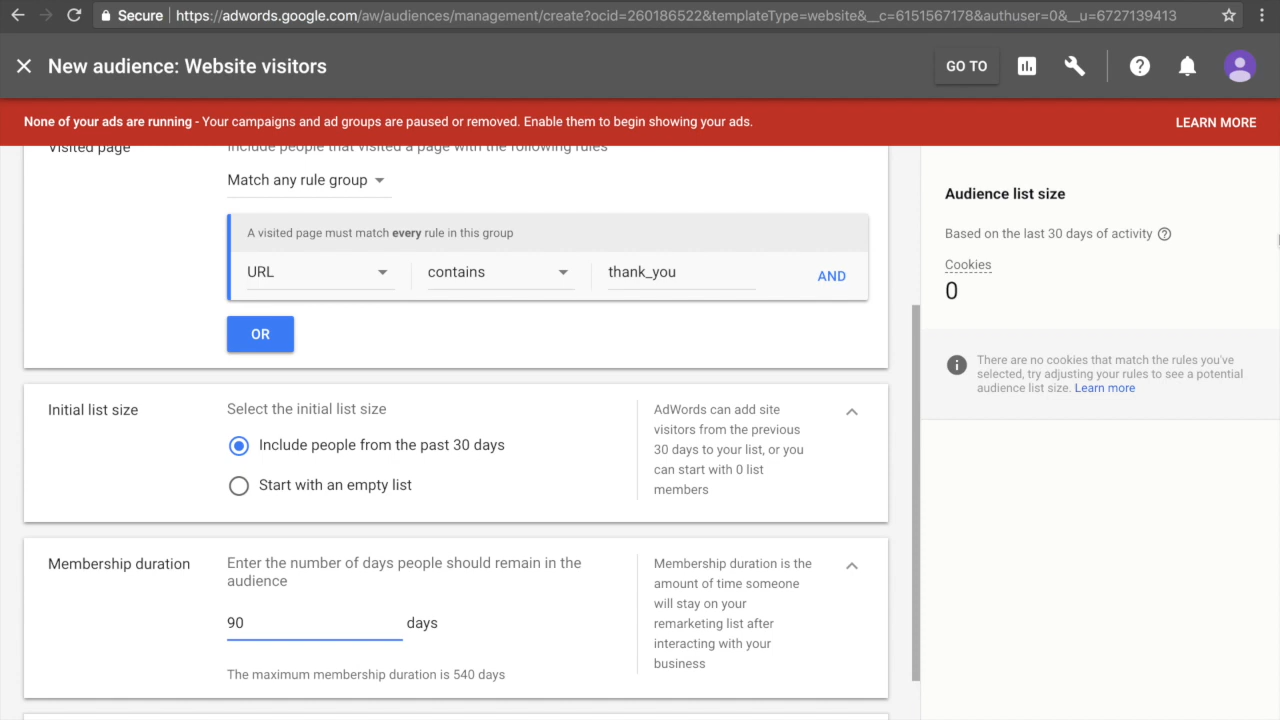 Secure
https://adwords.google.com/aw/audiences/management/create?ocid=260186522&templateType=website&__c=6151567178&authuser=0&__u=6727139413
New audience: Website visitors
GO TO
None of your ads are running - Your campaigns and ad groups are paused or removed. Enable them to begin showing your ads.
LEARN MORE
Visited page
Include people that visited a page with the following rules
Match any rule group
A visited page must match every rule in this group
URL
contains
thank_you
AND
OR
Initial list size
Select the initial list size
Include people from the past 30 days
Start with an empty list
AdWords can add site
visitors from the previous
30 days to your list, or you
can start with 0 list
members
Membership duration
Enter the number of days people should remain in the
audience
90
days
The maximum membership duration is 540 days
Membership duration is the
amount of time someone
will stay on your
remarketing list after
interacting with your
business
Audience list size
Based on the last 30 days of activity
Cookies
0
There are no cookies that match the rules you've
selected, try adjusting your rules to see a potential
audience list size. Learn more